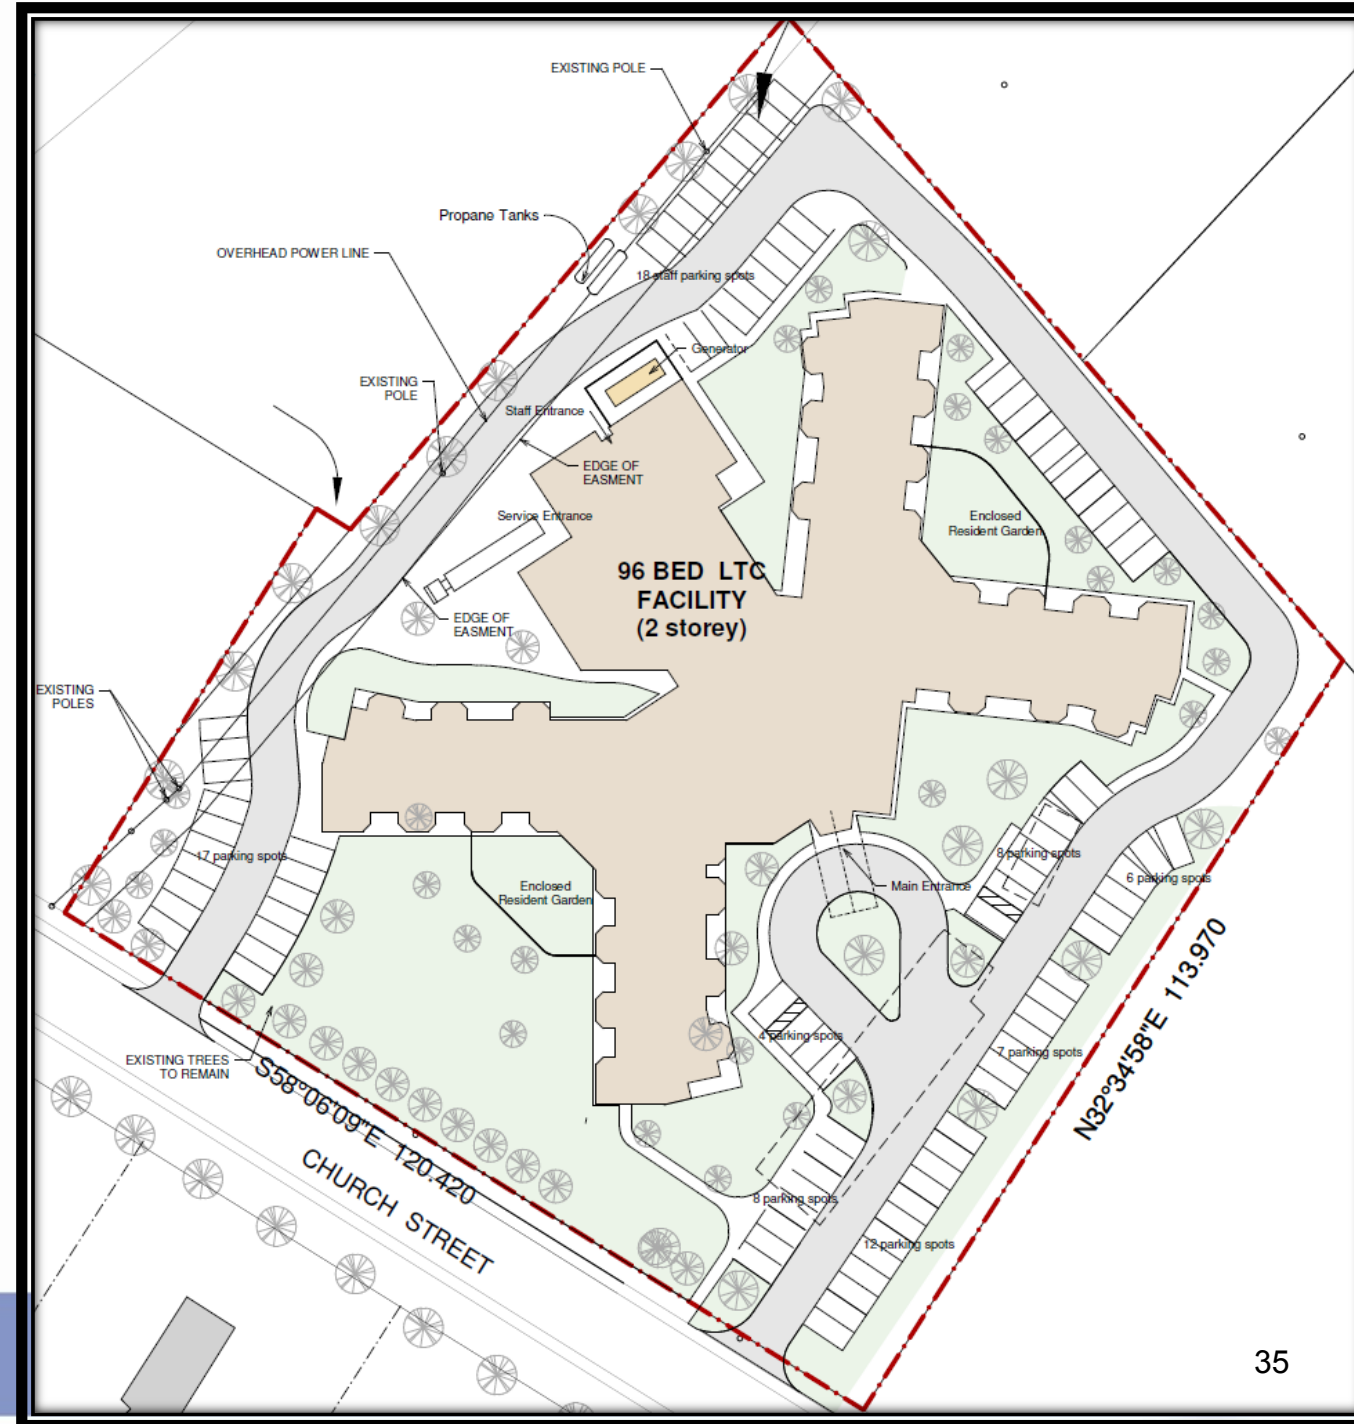 EXISTING POLE
Propane Tanks
OVERHEAD POWER LINE
18 staff parking spots
Generator
EXISTING
POLE
Staff Entrance
EDGE OF
EASMENT
Service Entrance
Enclosed
Resident Garden
96 BED LTC
FACILITY
(2 storey)
EDGE OF
EASMENT
EXISTING
POLES
17 parking spots
8 parking spots
6 parking spots
Enclosed
Resident Garden
Main Entrance
4 parking spots
7 parking spots
N32°34'58"E 113.970
EXISTING TREES
TO REMAIN
S58°06'09"E 120.420
CHURCH STREET
8 parking spots
12 parking spots
35